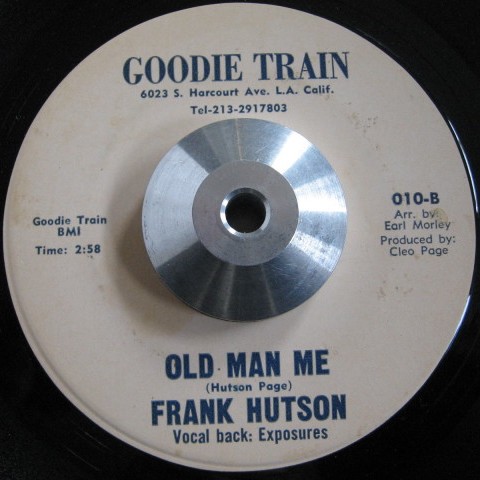 GOODIE TRAIN
6023 S. Harcourt Ave. L.A. Calif.
Tel-213-2917803
Goodie Train
BMI
Time: 2:58
010-B
Arr. by
Earl Morley
Produced by:
Cleo Page
OLD MAN ME
(Hutson Page)
FRANK HUTSON
Vocal back: Exposures